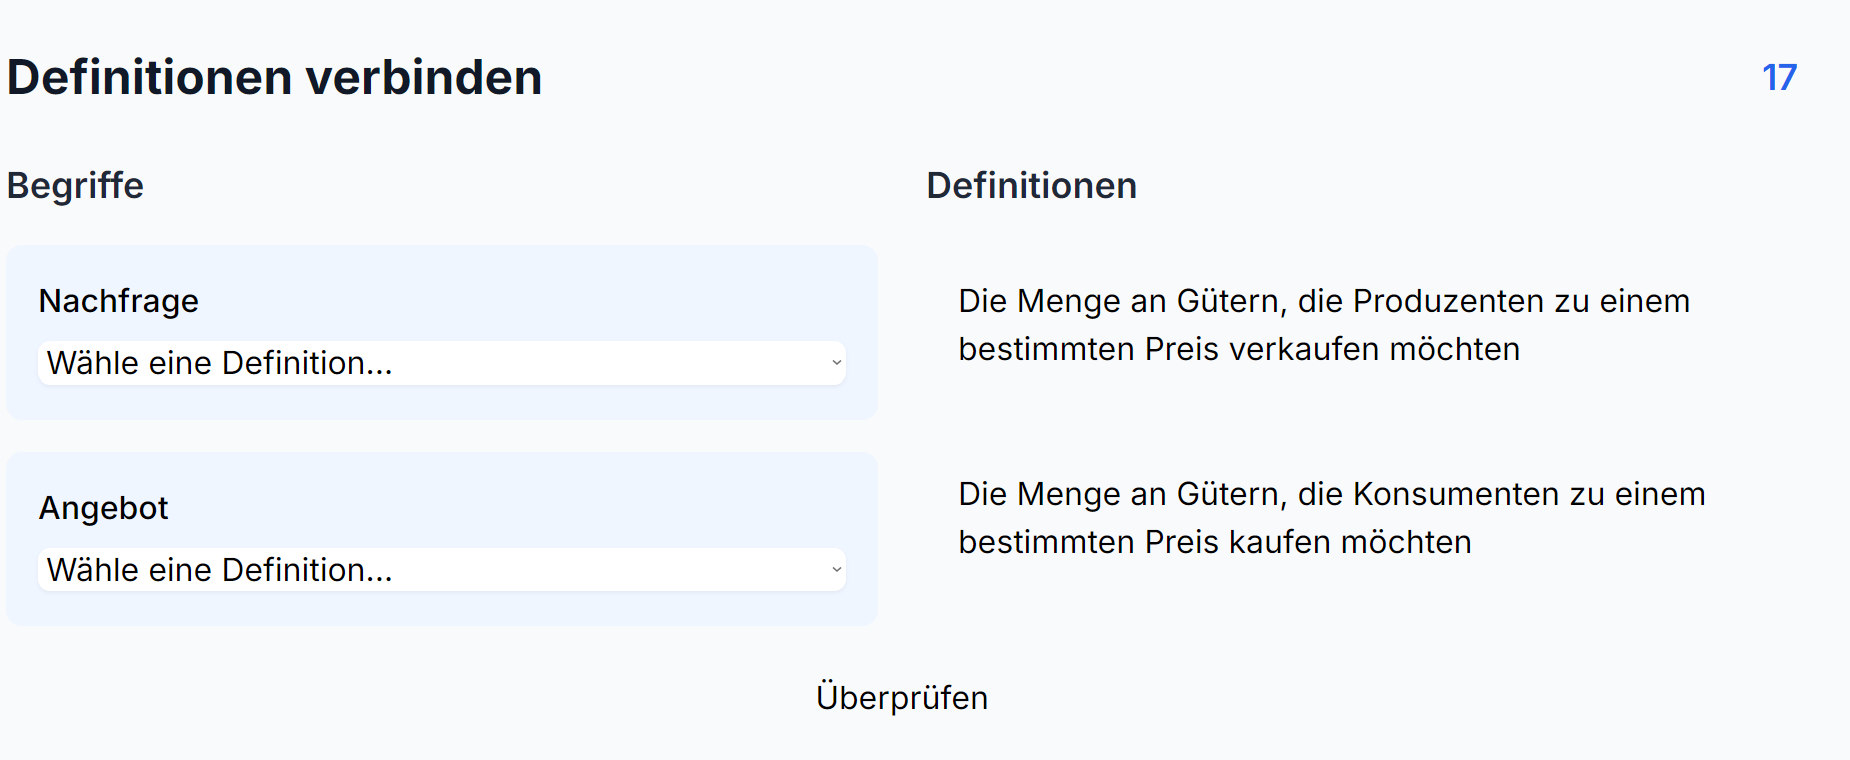 Definitionen verbinden
17
Begriffe
Definitionen
Nachfrage
Wähle eine Definition...
Die Menge an Gütern, die Produzenten zu einem
bestimmten Preis verkaufen möchten
Angebot
Wähle eine Definition...
Die Menge an Gütern, die Konsumenten zu einem
bestimmten Preis kaufen möchten
Überprüfen